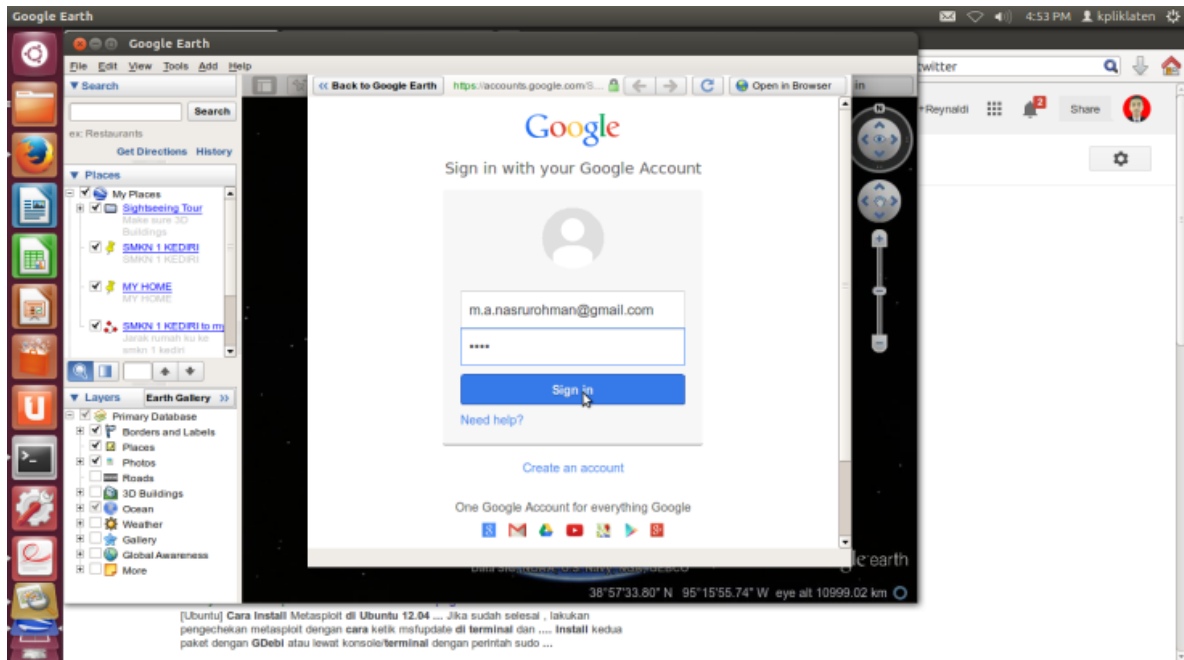 Google Earth
4:53 PM kpliklaten
Google Earth
File Edit View Tools Add Help
Search
Search
ex: Restaurants
Get Directions History
Places
My Places
Sightseeing Tour
Make sure 3D
Buildings
SMKN 1 KEDIRI
SMKN 1 KEDIRI
MY HOME
MY HOME
SMKN 1 KEDIRI to my
Jarak rumah ku ke
smkn 1 kediri
Layers Earth Gallery >>
Primary Database
Borders and Labels
Places
Photos
Roads
3D Buildings
Ocean
Weather
Gallery
Global Awareness
More
<< Back to Google Earth https://accounts.google.com/S... Open in Browser
in
Google
Sign in with your Google Account
m.a.nasrurohman@gmail.com
••••
Sign in
Need help?
Create an account
One Google Account for everything Google
earth
38°57'33.80" N 95°15'55.74" W eye alt 10999.02 km
twitter
+Reynaldi 2 Share
[Ubuntu] Cara Install Metasploit di Ubuntu 12.04 ... Jika sudah selesai , lakukan
pengechekan metasploit dengan cara ketik msfupdate di terminal dan .... Install kedua
paket dengan GDebi atau lewat konsole/terminal dengan perintah sudo ...